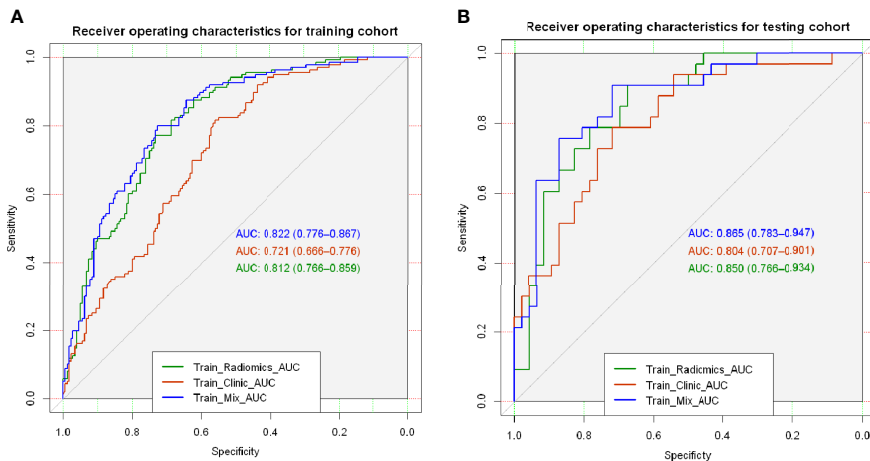 A
Receiver operating characteristics for training cohort
Sensitivity
1.0
0.8
0.6
0.4
0.2
0.0
AUC: 0.822 (0.776–0.867)
AUC: 0.721 (0.666–0.776)
AUC: 0.812 (0.766–0.859)
Train_Radiomics_AUC
Train_Clinic_AUC
Train_Mix_AUC
1.0 0.8 0.6 0.4 0.2 0.0
Specificity
B
Receiver operating characteristics for testing cohort
Sensitivity
1.0
0.8
0.6
0.4
0.2
0.0
AUC: 0.865 (0.783–0.947)
AUC: 0.804 (0.707–0.901)
AUC: 0.850 (0.766–0.934)
Train_Radicmics_AUC
Train_Clinic_AUC
Train_Mix_AUC
1.0 0.8 0.6 0.4 0.2 0.0
Specificty